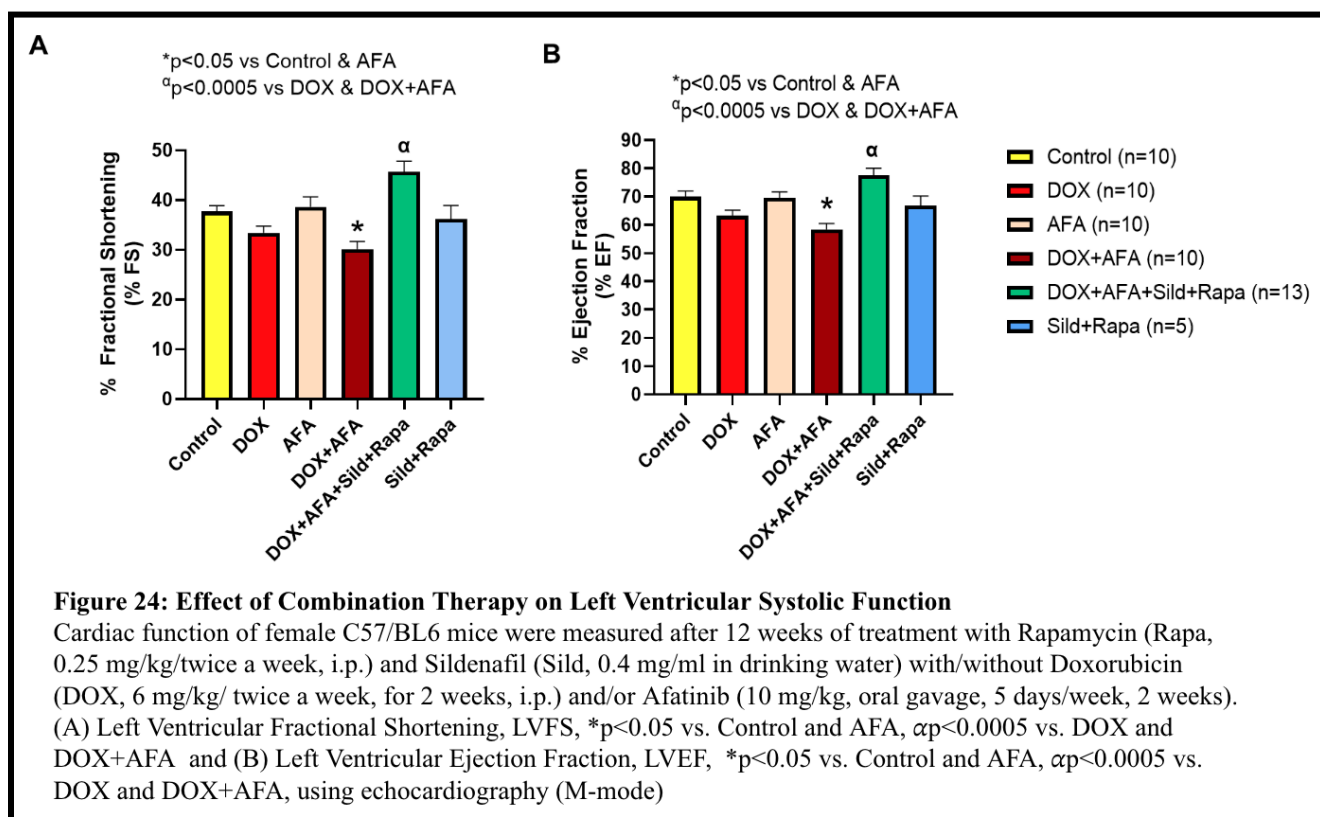 A
*p<0.05 vs Control & AFA
αp<0.0005 vs DOX & DOX+AFA
% Fractional Shortening
(% FS)
50
40
30
20
10
0
α
*
Control
DOX
AFA
DOX+AFA
DOX+AFA+Sild+Rapa
Sild+Rapa
B
*p<0.05 vs Control & AFA
αp<0.0005 vs DOX & DOX+AFA
% Ejection Fraction
(% EF)
90
80
70
60
50
40
30
20
10
0
α
*
Control
DOX
AFA
DOX+AFA
DOX+AFA+Sild+Rapa
Sild+Rapa
Control (n=10)
DOX (n=10)
AFA (n=10)
DOX+AFA (n=10)
DOX+AFA+Sild+Rapa (n=13)
Sild+Rapa (n=5)
Figure 24: Effect of Combination Therapy on Left Ventricular Systolic Function
Cardiac function of female C57/BL6 mice were measured after 12 weeks of treatment with Rapamycin (Rapa,
0.25 mg/kg/twice a week, i.p.) and Sildenafil (Sild, 0.4 mg/ml in drinking water) with/without Doxorubicin
(DOX, 6 mg/kg/ twice a week, for 2 weeks, i.p.) and/or Afatinib (10 mg/kg, oral gavage, 5 days/week, 2 weeks).
(A) Left Ventricular Fractional Shortening, LVFS, *p<0.05 vs. Control and AFA, αp<0.0005 vs. DOX and
DOX+AFA and (B) Left Ventricular Ejection Fraction, LVEF, *p<0.05 vs. Control and AFA, αp<0.0005 vs.
DOX and DOX+AFA, using echocardiography (M-mode)